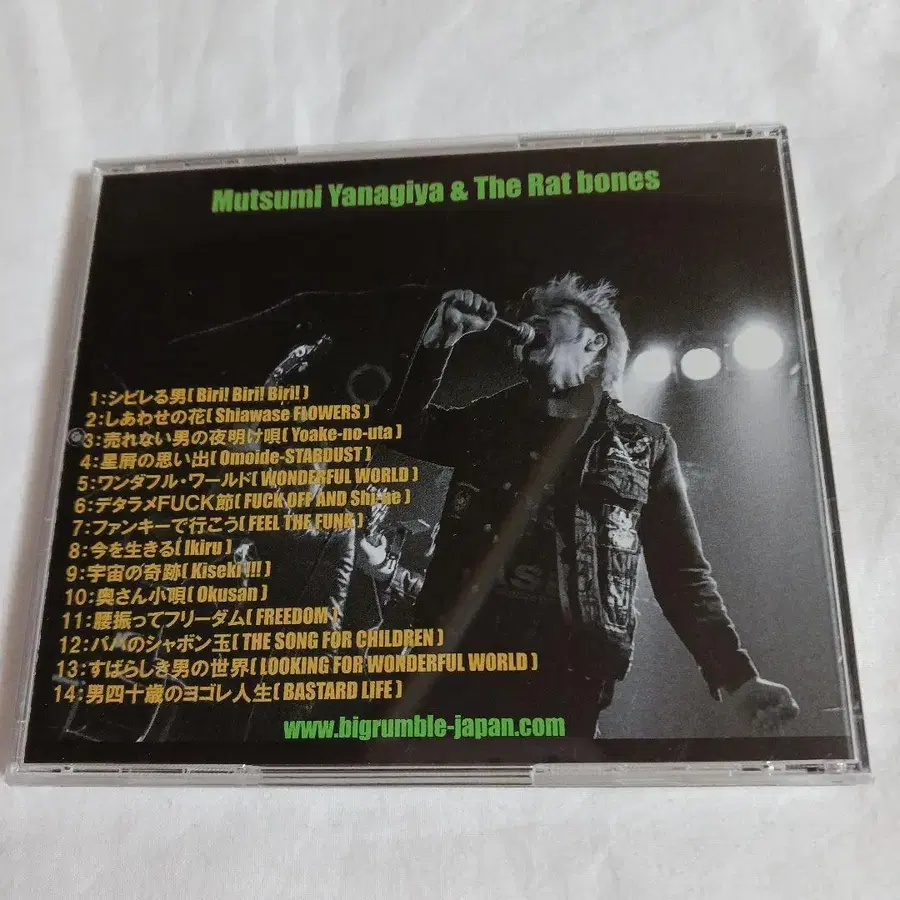 Mutsumi Yanagiya & The Rat bones
1:シビレる男( Biri! Biri! Biri! )
2:しあわせの花( Shiawase FLOWERS )
3:売れない男の夜明け唄( Yoake-no-uta )
4:星屑の思い出( Omoide-STARDUST )
5:ワンダフル・ワールド( WONDERFUL WORLD )
6:デタラメFUCK節( FUCK OFF AND )
7:ファンキーで行こう( FEEL THE FUNK )
8:今を生きる( Ikiru )
9:宇宙の奇跡( Kiseki !!! )
10:奥さん小唄( Okusan )
11:腰振ってフリーダム( FREEDOM )
12:パパのシャボン玉( THE SONG FOR CHILDREN )
13:すばらしき男の世界( LOOKING FOR WONDERFUL WORLD )
14:男四十歳のヨゴレ人生( BASTARD LIFE )
www.bigrumble-japan.com